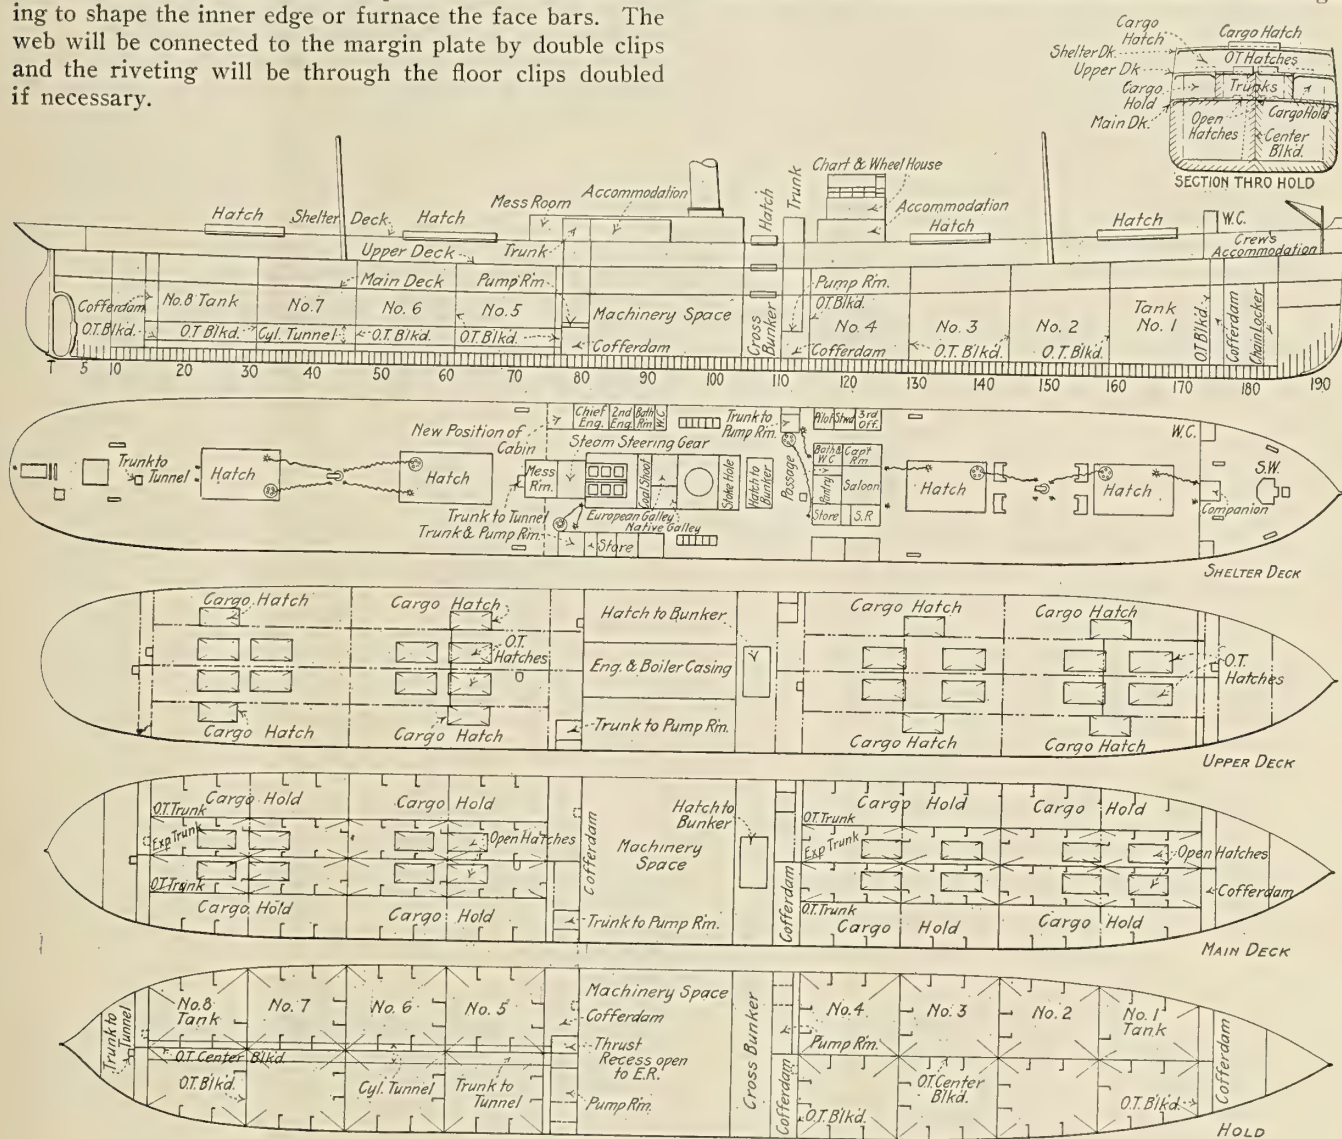 ing to shape the inner edge or furnace the face bars. The
web will be connected to the margin plate by double clips
and the riveting will be through the floor clips doubled
if necessary.
Cargo
Hatch
Cargo Hatch
Shelter Dk.
OT Hatches
Upper Dk
Cargo
Hold
Trunks
Main Dk.
Open
Hatches
Cargo Hold
Center
Blkd.
SECTION THRO HOLD
Hatch
Shelter Deck
Hatch
Mess Room
Accommodation
Hatch
Trunk
Chart & Wheel House
Accommodation
Hatch
Hatch
W.C.
Crew's
Accommodation
Upper Deck
Trunk
Main Deck
Pump Rm.
Pump Rm.
O.T. Blkd.
Cofferdam
No. 8 Tank
No. 7
No. 6
No. 5
Machinery Space
Cross
Bunker
No. 4
No. 3
No. 2
Tank
No. 1
O.T. Blkd.
O.T. Blkd.
Cyl. Tunnel
O.T. Blkd.
O.T. Blkd.
Cofferdam
Cofferdam
O.T. Blkd.
O.T. Blkd.
OT Blkd.
Cofferdam
Chain Locker
5 10 20 30 40 50 60 70 80 90 100 110 120 130 140 150 160 170 180 190
New Position of
Cabin
Chief
Eng.
2nd
Eng.
Bath
Rm
W.C
Trunk to
Pump Rm.
Pilot
Stwd
3rd
Off.
W.C.
Steam Steering Gear
Trunk to
Tunnel
Hatch
Hatch
Mess
Rm.
Coal Shoot
Stoke Hole
Hatch to
Bunker
Passage
Bath &
W C
Capt
Rm
Pantry
Saloon
Store
S.R
Hatch
Hatch
S.W.
Companion
Trunk to Tunnel
Trunk & Pump Rm.
European Galley
Native Galley
Store
SHELTER DECK
Cargo Hatch
Cargo Hatch
Hatch to Bunker
Cargo Hatch
Cargo Hatch
O.T.
Hatches
Eng. & Boiler Casing
O.T.
Hatches
Trunk to Pump Rm.
Cargo Hatch
Cargo Hatch
Cargo Hatch
Cargo Hatch
UPPER DECK
O.T. Trunk
Cargo Hold
Cargo Hold
Hatch to
Bunker
O.T. Trunk
Cargo Hold
Cargo Hold
Exp Trunk
Open Hatches
Cofferdam
Machinery
Space
Exp Trunk
Open Hatches
O.T. Trunk
Cofferdam
Cofferdam
O.T. Trunk
Cargo Hold
Cargo Hold
Trunk to Pump Rm.
Cargo Hold
Cargo Hold
MAIN DECK
Trunk to
Tunnel
No. 8
Tank
No. 7
No. 6
No. 5
Machinery Space
Cofferdam
Cross Bunker
No. 4
No. 3
No. 2
No. 1
Tank
Cofferdam
O.T. Center Blkd.
Thrust
Recess open
to E.R.
Pump Rm.
O.T. Blkd.
Cyl. Tunnel
Trunk to
Tunnel
Pump Rm.
Cofferdam
O.T. Blkd.
O.T. Center
Blkd.
O.T. Blkd.
HOLD